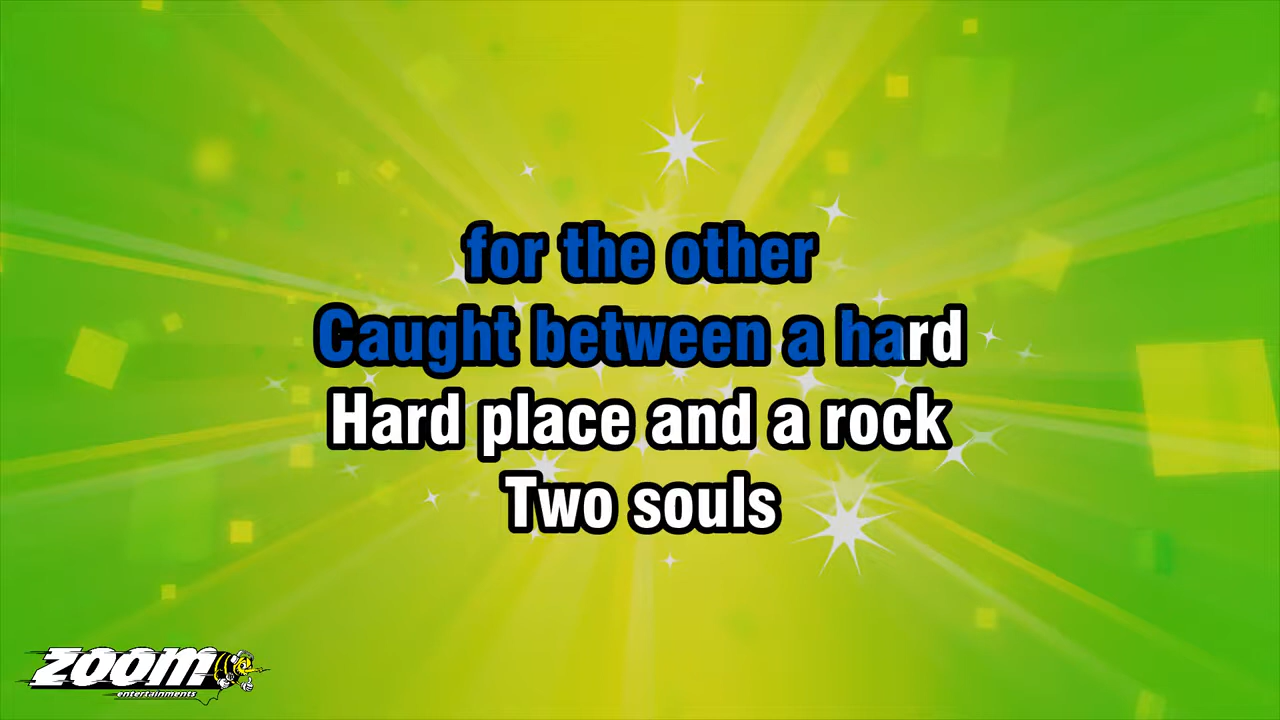 for the other
Caught between a hard
Hard place and a rock
Two souls
ZOOM
entertainments